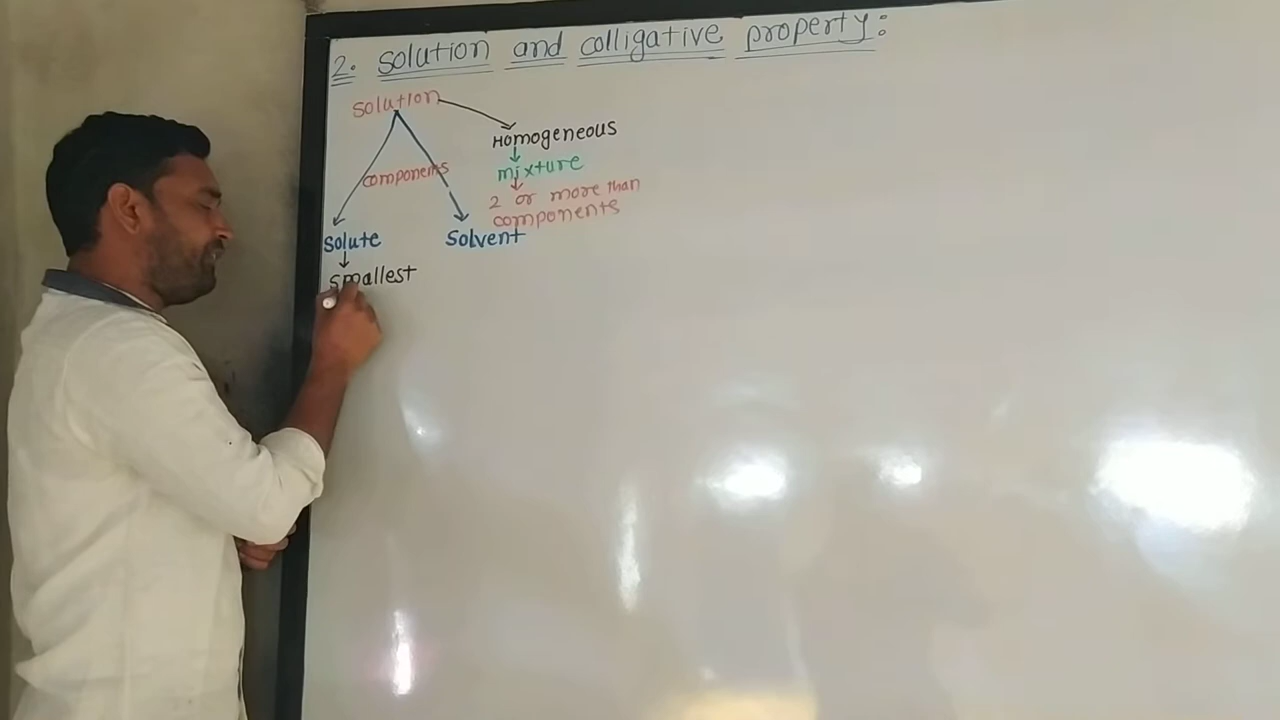 2. solution and colligative property:
solution
Homogeneous
mixture
components
2 or more than
components
solute
solvent
smallest